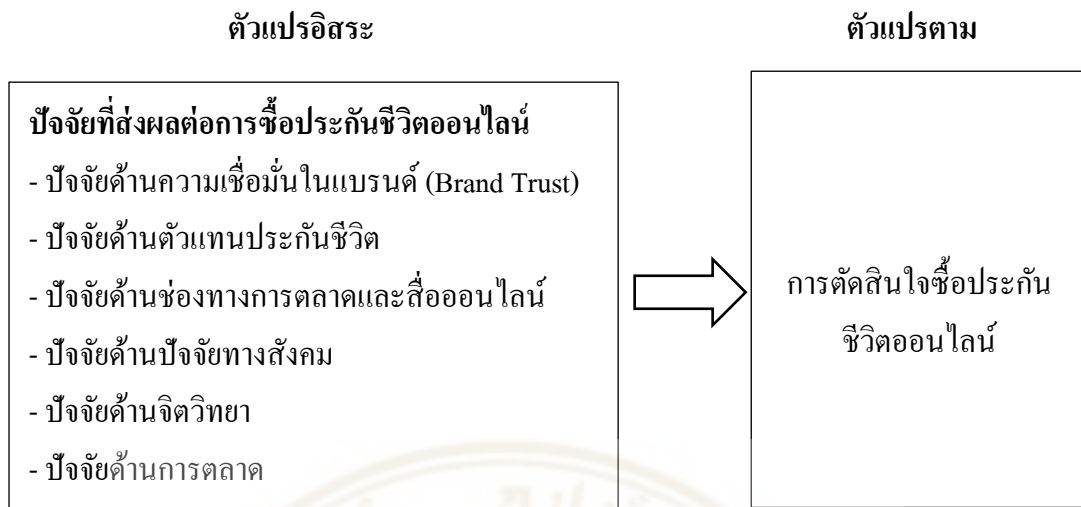 ตัวแปรอิสระ
ตัวแปรตาม
ปัจจัยที่ส่งผลต่อการซื้อประกันชีวิตออนไลน์
- ปัจจัยด้านความเชื่อมั่นในแบรนด์ (Brand Trust)
- ปัจจัยด้านตัวแทนประกันชีวิต
- ปัจจัยด้านช่องทางการตลาดและสื่อออนไลน์
- ปัจจัยด้านปัจจัยทางสังคม
- ปัจจัยด้านจิตวิทยา
- ปัจจัยด้านการตลาด
การตัดสินใจซื้อประกัน
ชีวิตออนไลน์